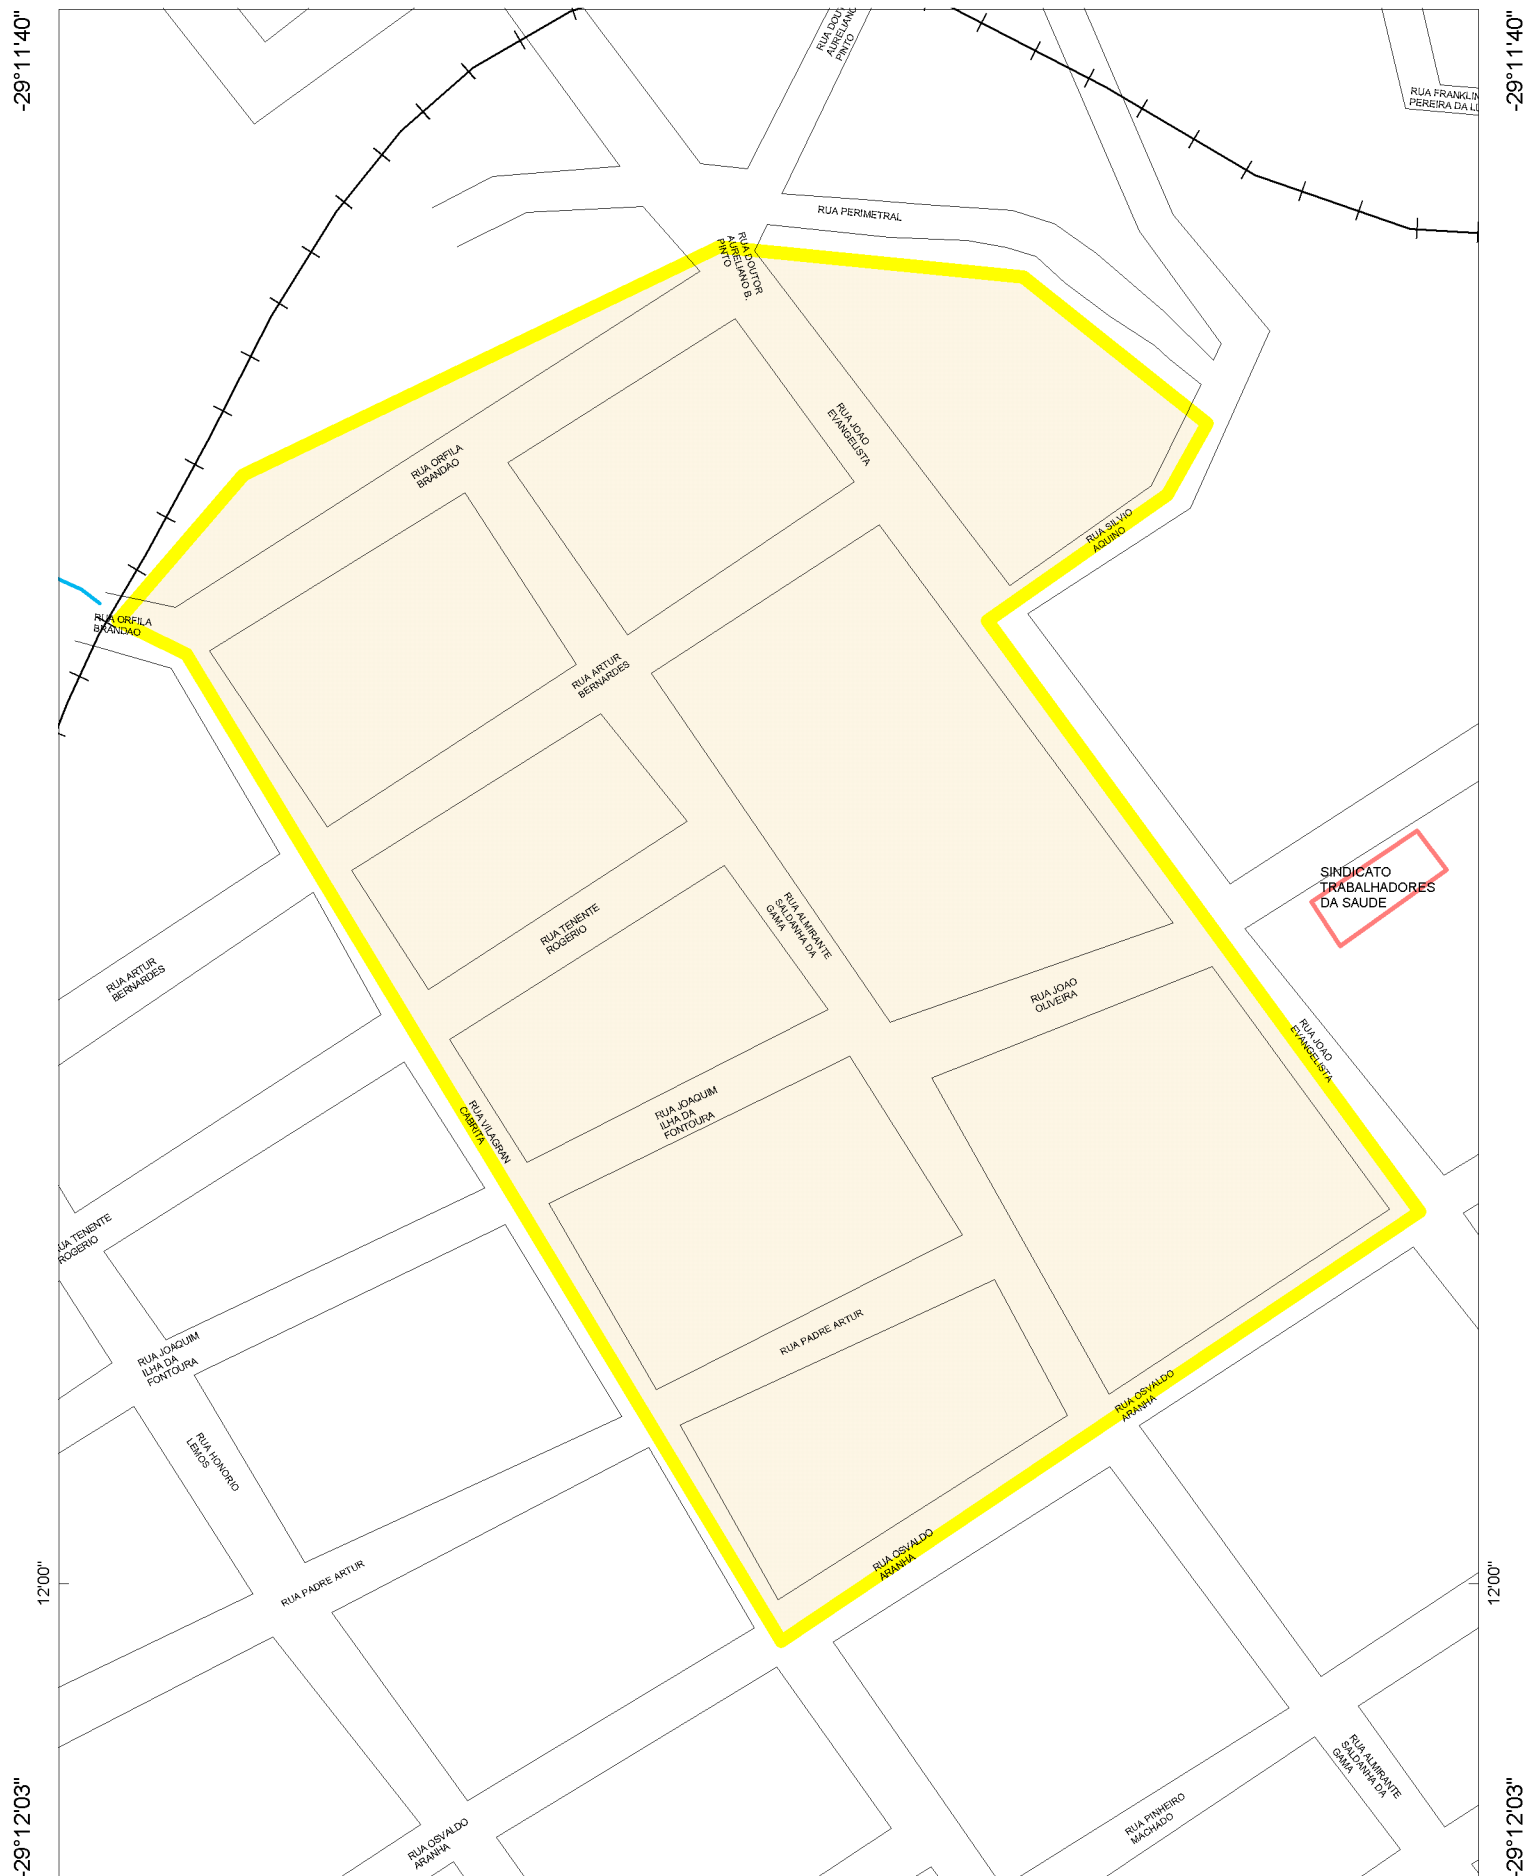 -29°11'40"
-29°11'40"
RUA DOUT
AURELIANO
PINTO
RUA FRANKLIN
PEREIRA DA LU
RUA PERIMETRAL
RUA DOUTOR
AURELIANO B.
PINTO
RUA JOAO
EVANGELISTA
RUA ORFILA
BRANDAO
RUA SILVIO
AQUINO
RUA ORFILA
BRANDAO
RUA ARTUR
BERNARDES
SINDICATO
TRABALHADORES
DA SAUDE
RUA TENENTE
ROGERIO
RUA ALMIRANTE
SALDANHA DA
GAMA
RUA ARTUR
BERNARDES
RUA JOAO
OLIVEIRA
RUA JOAO
EVANGELISTA
RUA VILAGRAN
CABRITA
RUA JOAQUIM
ILHA DA
FONTOURA
UA TENENTE
ROGERIO
RUA PADRE ARTUR
RUA JOAQUIM
ILHA DA
FONTOURA
RUA OSVALDO
ARANHA
RUA HONORIO
LEMOS
RUA OSVALDO
ARANHA
RUA PADRE ARTUR
12'00"
12'00"
RUA ALMIRANTE
SALDANHA DA
GAMA
RUA PINHEIRO
MACHADO
RUA OSVALDO
ARANHA
-29°12'03"
-29°12'03"